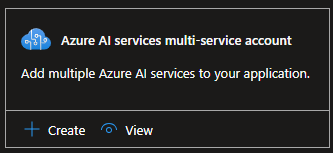 Azure AI services multi-service account
Add multiple Azure AI services to your application.
Create View